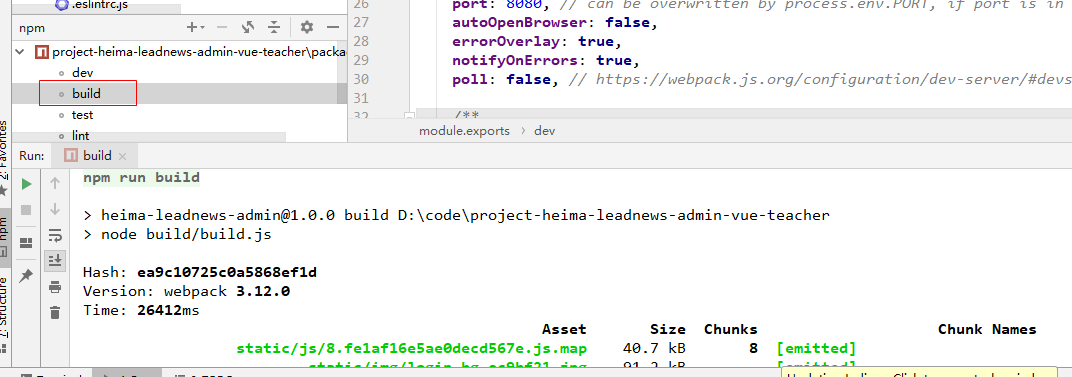 .eslintrc.js
npm
project-heima-leadnews-admin-vue-teacher\packa
dev
build
test
lint
26 port: 8080, // can be overwritten by process.env.PORT, if port is in
27 autoOpenBrowser: false,
28 errorOverlay: true,
29 notifyOnErrors: true,
30 poll: false, // https://webpack.js.org/configuration/dev-server/#devs
31
32 /**
module.exports › dev
2: Favorites
npm
7: Structure
Run: build
npm run build
> heima-leadnews-admin@1.0.0 build D:\code\project-heima-leadnews-admin-vue-teacher
> node build/build.js
Hash: ea9c10725c0a5868ef1d
Version: webpack 3.12.0
Time: 26412ms
Asset Size Chunks Chunk Names
static/js/8.fe1af16e5ae0decd567e.js.map 40.7 kB 8 [emitted]